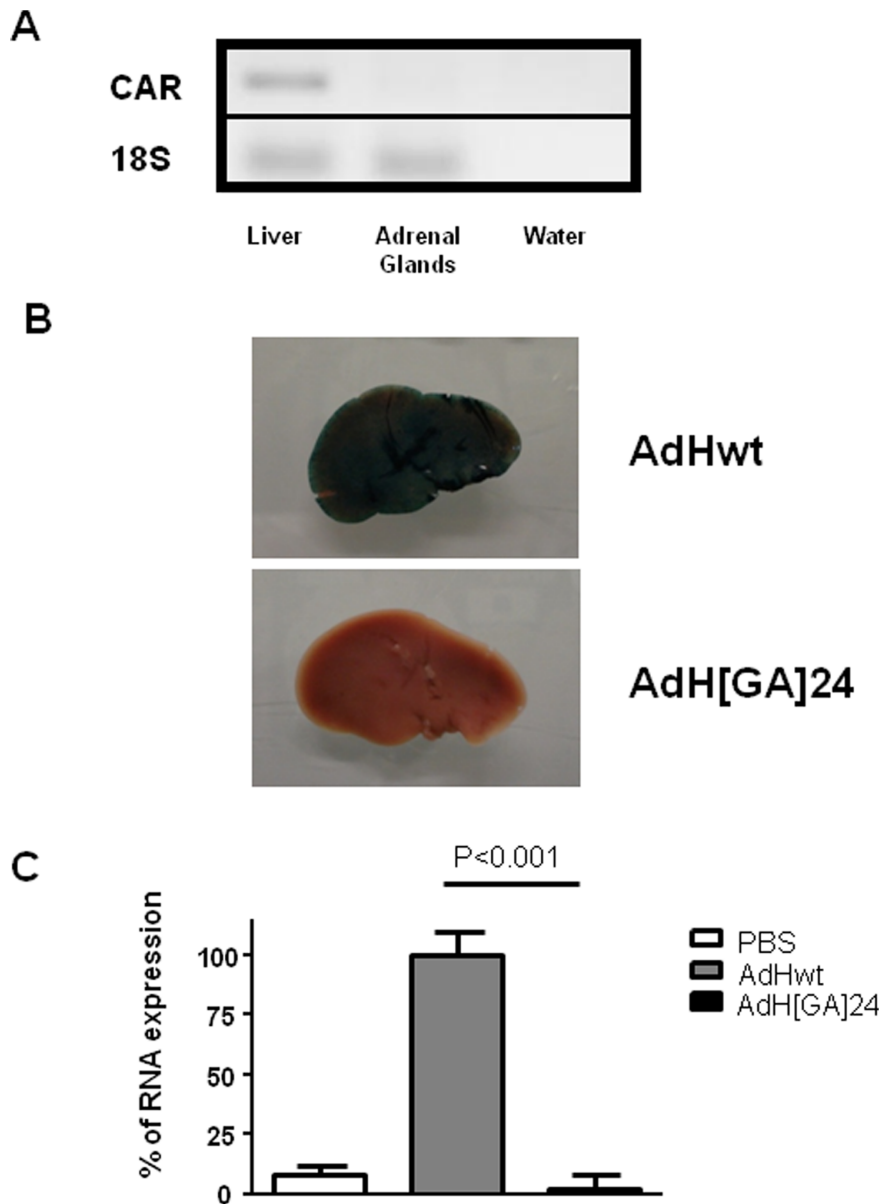 A
CAR
18S
Liver
Adrenal
Glands
Water
B
AdHwt
AdH[GA]24
C
P<0.001
% of RNA expression
100
75
50
25
0
PBS
AdHwt
AdH[GA]24